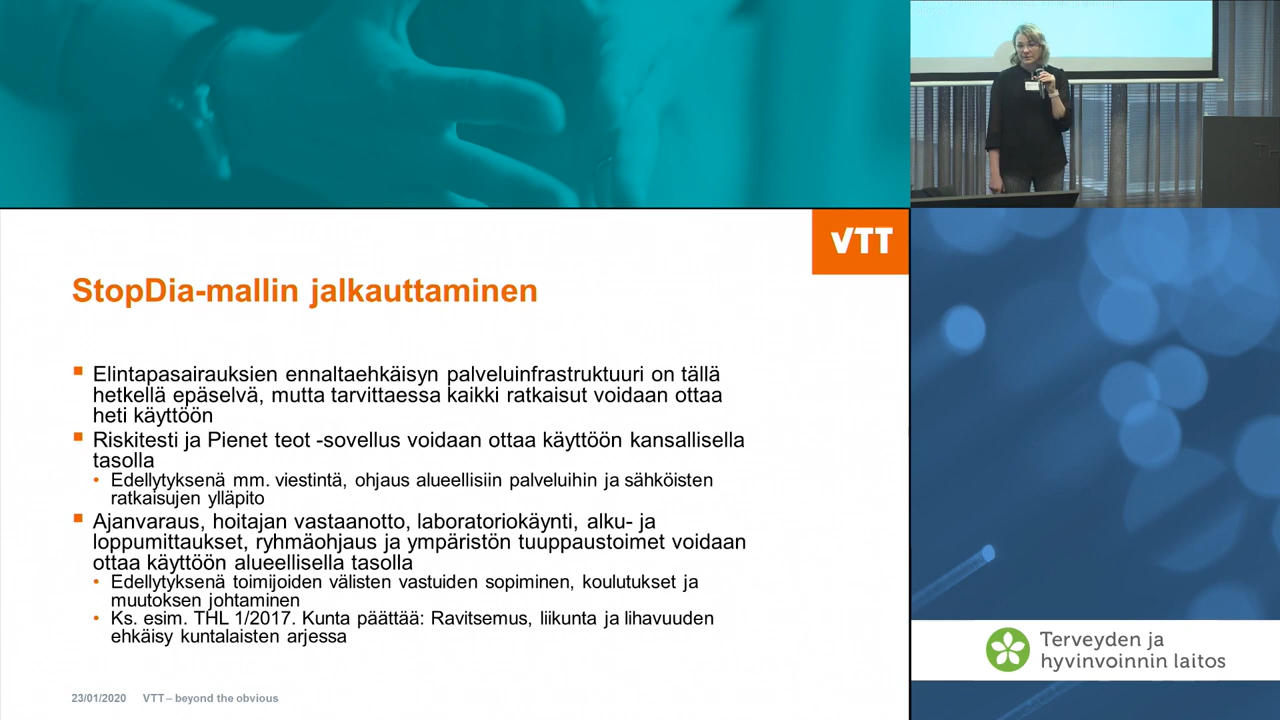 VTT
StopDia-mallin jalkauttaminen
Elintapasairauksien ennaltaehkäisyn palveluinfrastruktuuri on tällä
hetkellä epäselvä, mutta tarvittaessa kaikki ratkaisut voidaan ottaa
heti käyttöön
Riskitesti ja Pienet teot -sovellus voidaan ottaa käyttöön kansallisella
tasolla
Edellytyksenä mm. viestintä, ohjaus alueellisiin palveluihin ja sähköisten
ratkaisujen ylläpito
Ajanvaraus, hoitajan vastaanotto, laboratoriokäynti, alku- ja
loppumittaukset, ryhmäohjaus ja ympäristön tuuppaustoimet voidaan
ottaa käyttöön alueellisella tasolla
Edellytyksenä toimijoiden välisten vastuiden sopiminen, koulutukset ja
muutoksen johtaminen
Ks. esim. THL 1/2017. Kunta päättää: Ravitsemus, liikunta ja lihavuuden
ehkäisy kuntalaisten arjessa
23/01/2020 VTT – beyond the obvious
Terveyden ja
hyvinvoinnin laitos